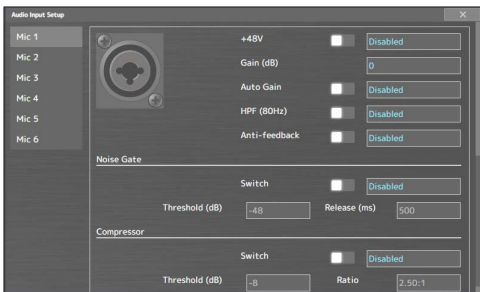 Audio Input Setup
Mic 1
Mic 2
Mic 3
Mic 4
Mic 5
Mic 6
+48V Disabled
Gain (dB) 0
Auto Gain Disabled
HPF (80Hz) Disabled
Anti-feedback Disabled
Noise Gate
Switch Disabled
Threshold (dB) -48 Release (ms) 500
Compressor
Switch Disabled
Threshold (dB) -8 Ratio 2.50:1